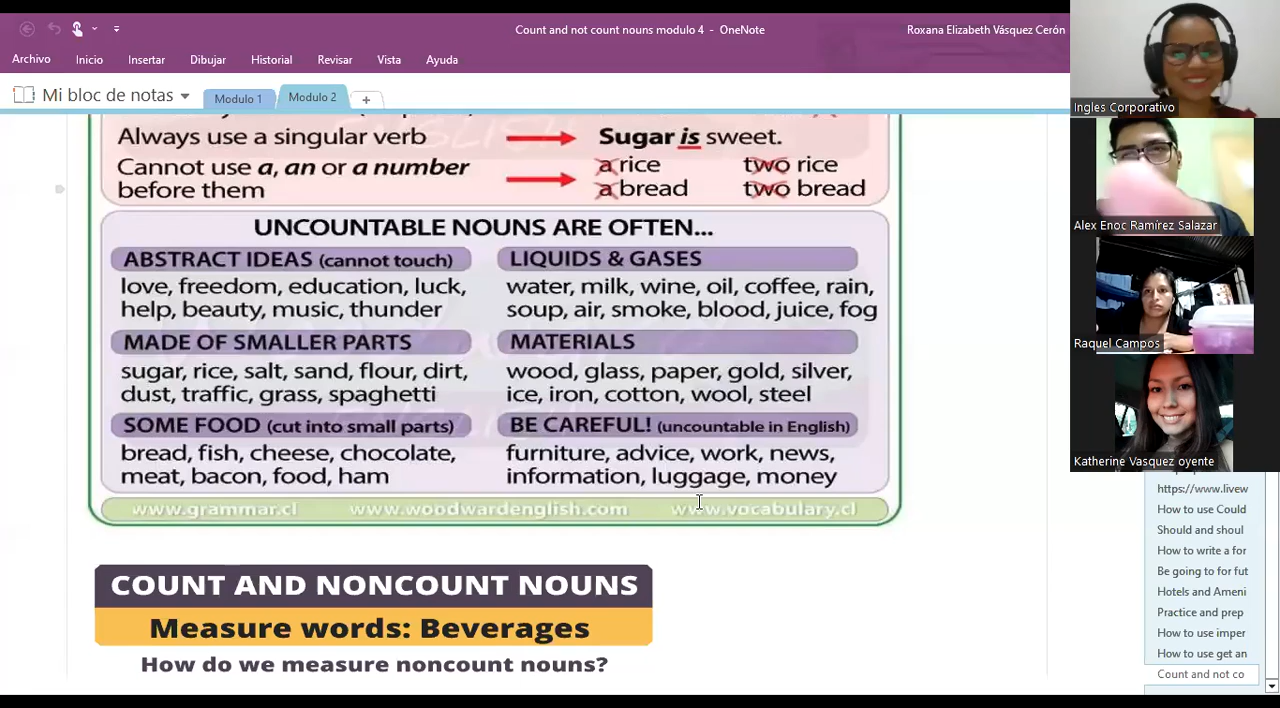 Count and not count nouns modulo 4 - OneNote
Roxana Elizabeth Vásquez Cerón
Archivo Inicio Insertar Dibujar Historial Revisar Vista Ayuda
Mi bloc de notas Modulo 1 Modulo 2 +
Always use a singular verb Sugar is sweet.
Cannot use a, an or a number before them
a rice two rice
a bread two bread
UNCOUNTABLE NOUNS ARE OFTEN...
ABSTRACT IDEAS (cannot touch)
love, freedom, education, luck,
help, beauty, music, thunder
LIQUIDS & GASES
water, milk, wine, oil, coffee, rain,
soup, air, smoke, blood, juice, fog
MADE OF SMALLER PARTS
sugar, rice, salt, sand, flour, dirt,
dust, traffic, grass, spaghetti
MATERIALS
wood, glass, paper, gold, silver,
ice, iron, cotton, wool, steel
SOME FOOD (cut into small parts)
bread, fish, cheese, chocolate,
meat, bacon, food, ham
BE CAREFUL! (uncountable in English)
furniture, advice, work, news,
information, luggage, money
www.grammar.cl www.woodwardenglish.com www.vocabulary.cl
COUNT AND NONCOUNT NOUNS
Measure words: Beverages
How do we measure noncount nouns?
Ingles Corporativo
Alex Enoc Ramírez Salazar
Raquel Campos
Katherine Vasquez oyente
https://www.livew
How to use Could
Should and shoul
How to write a for
Be going to for fut
Hotels and Ameni
Practice and prep
How to use imper
How to use get an
Count and not co